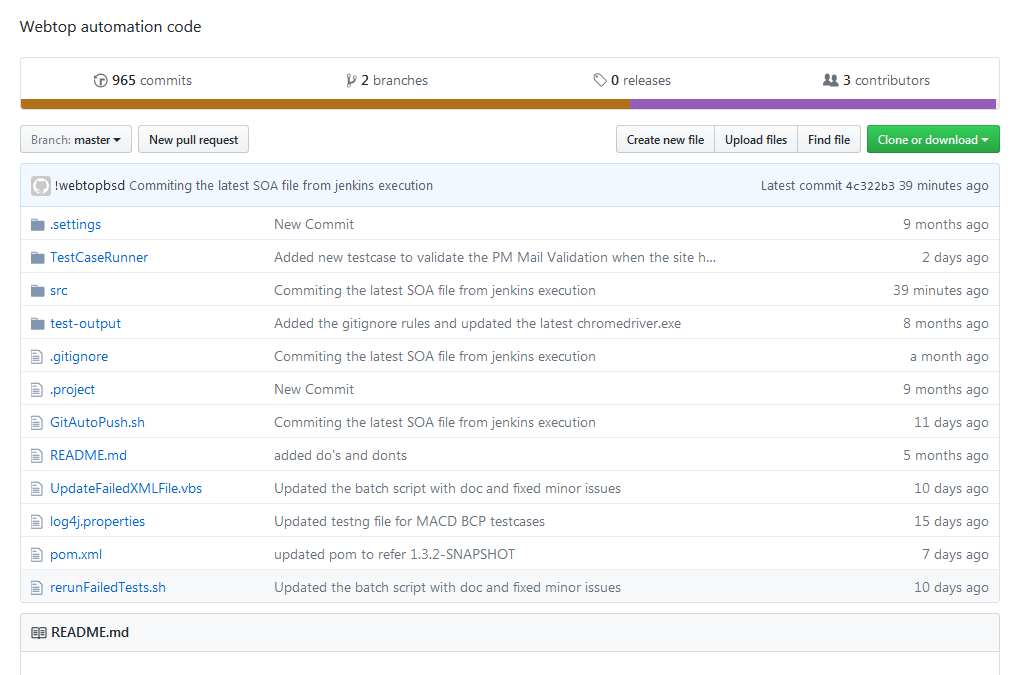 Webtop automation code
965 commits 2 branches 0 releases 3 contributors
Branch: master New pull request Create new file Upload files Find file Clone or download
!webtopbsd Commiting the latest SOA file from jenkins execution Latest commit 4c322b3 39 minutes ago
.settings New Commit 9 months ago
TestCaseRunner Added new testcase to validate the PM Mail Validation when the site h... 2 days ago
src Commiting the latest SOA file from jenkins execution 39 minutes ago
test-output Added the gitignore rules and updated the latest chromedriver.exe 8 months ago
.gitignore Commiting the latest SOA file from jenkins execution a month ago
.project New Commit 9 months ago
GitAutoPush.sh Commiting the latest SOA file from jenkins execution 11 days ago
README.md added do's and donts 5 months ago
UpdateFailedXMLFile.vbs Updated the batch script with doc and fixed minor issues 10 days ago
log4j.properties Updated testng file for MACD BCP testcases 15 days ago
pom.xml updated pom to refer 1.3.2-SNAPSHOT 7 days ago
rerunFailedTests.sh Updated the batch script with doc and fixed minor issues 10 days ago
README.md